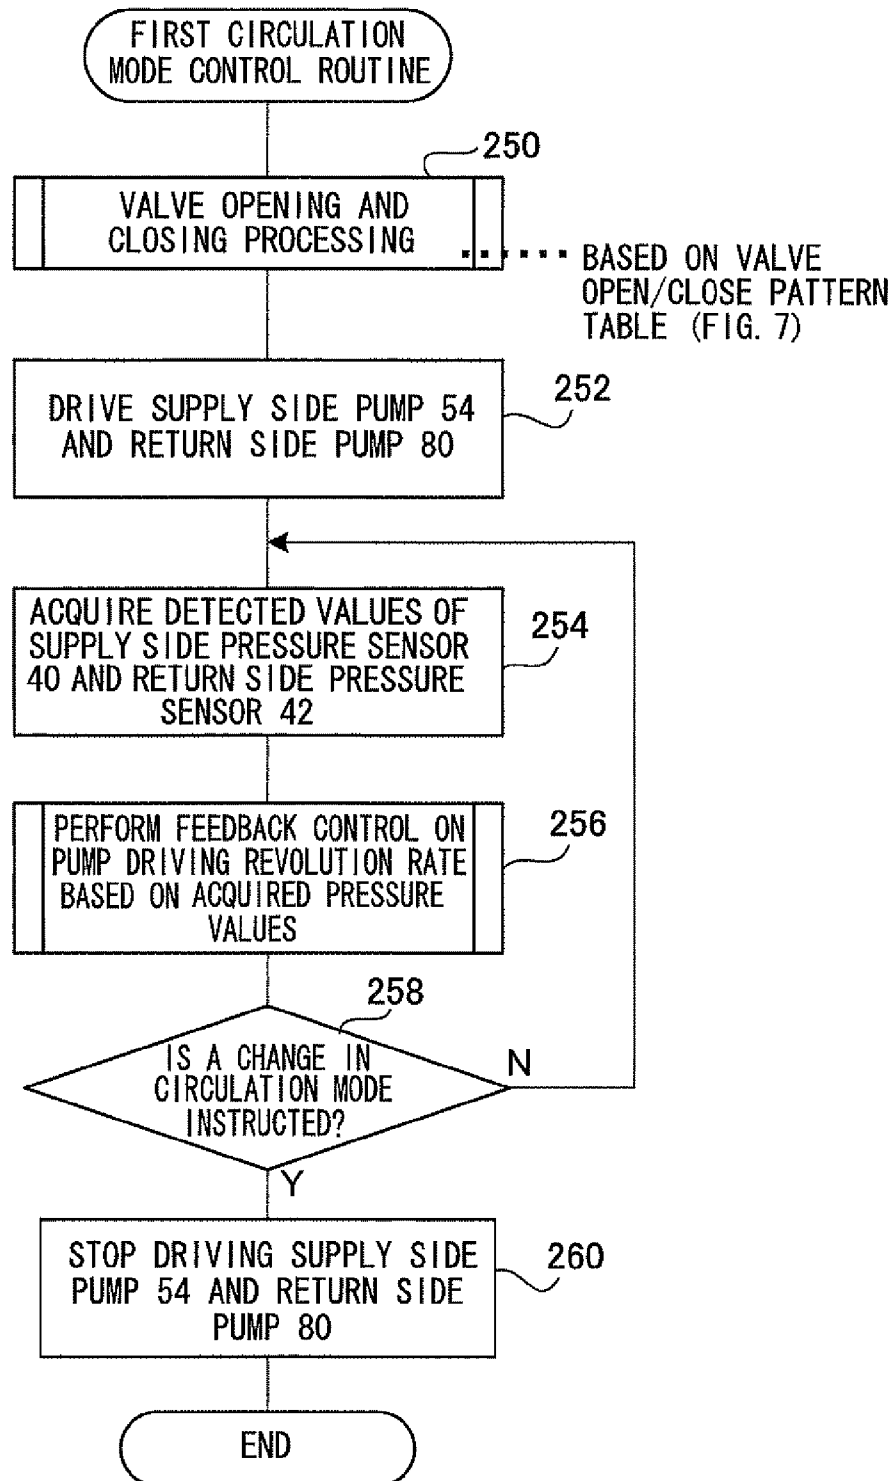 FIRST CIRCULATION
MODE CONTROL ROUTINE
250
VALVE OPENING AND
CLOSING PROCESSING
BASED ON VALVE
OPEN/CLOSE PATTERN
TABLE (FIG. 7)
252
DRIVE SUPPLY SIDE PUMP 54
AND RETURN SIDE PUMP 80
254
ACQUIRE DETECTED VALUES OF
SUPPLY SIDE PRESSURE SENSOR
40 AND RETURN SIDE PRESSURE
SENSOR 42
256
PERFORM FEEDBACK CONTROL ON
PUMP DRIVING REVOLUTION RATE
BASED ON ACQUIRED PRESSURE
VALUES
258
IS A CHANGE IN
CIRCULATION MODE
INSTRUCTED?
N
Y
260
STOP DRIVING SUPPLY SIDE
PUMP 54 AND RETURN SIDE
PUMP 80
END